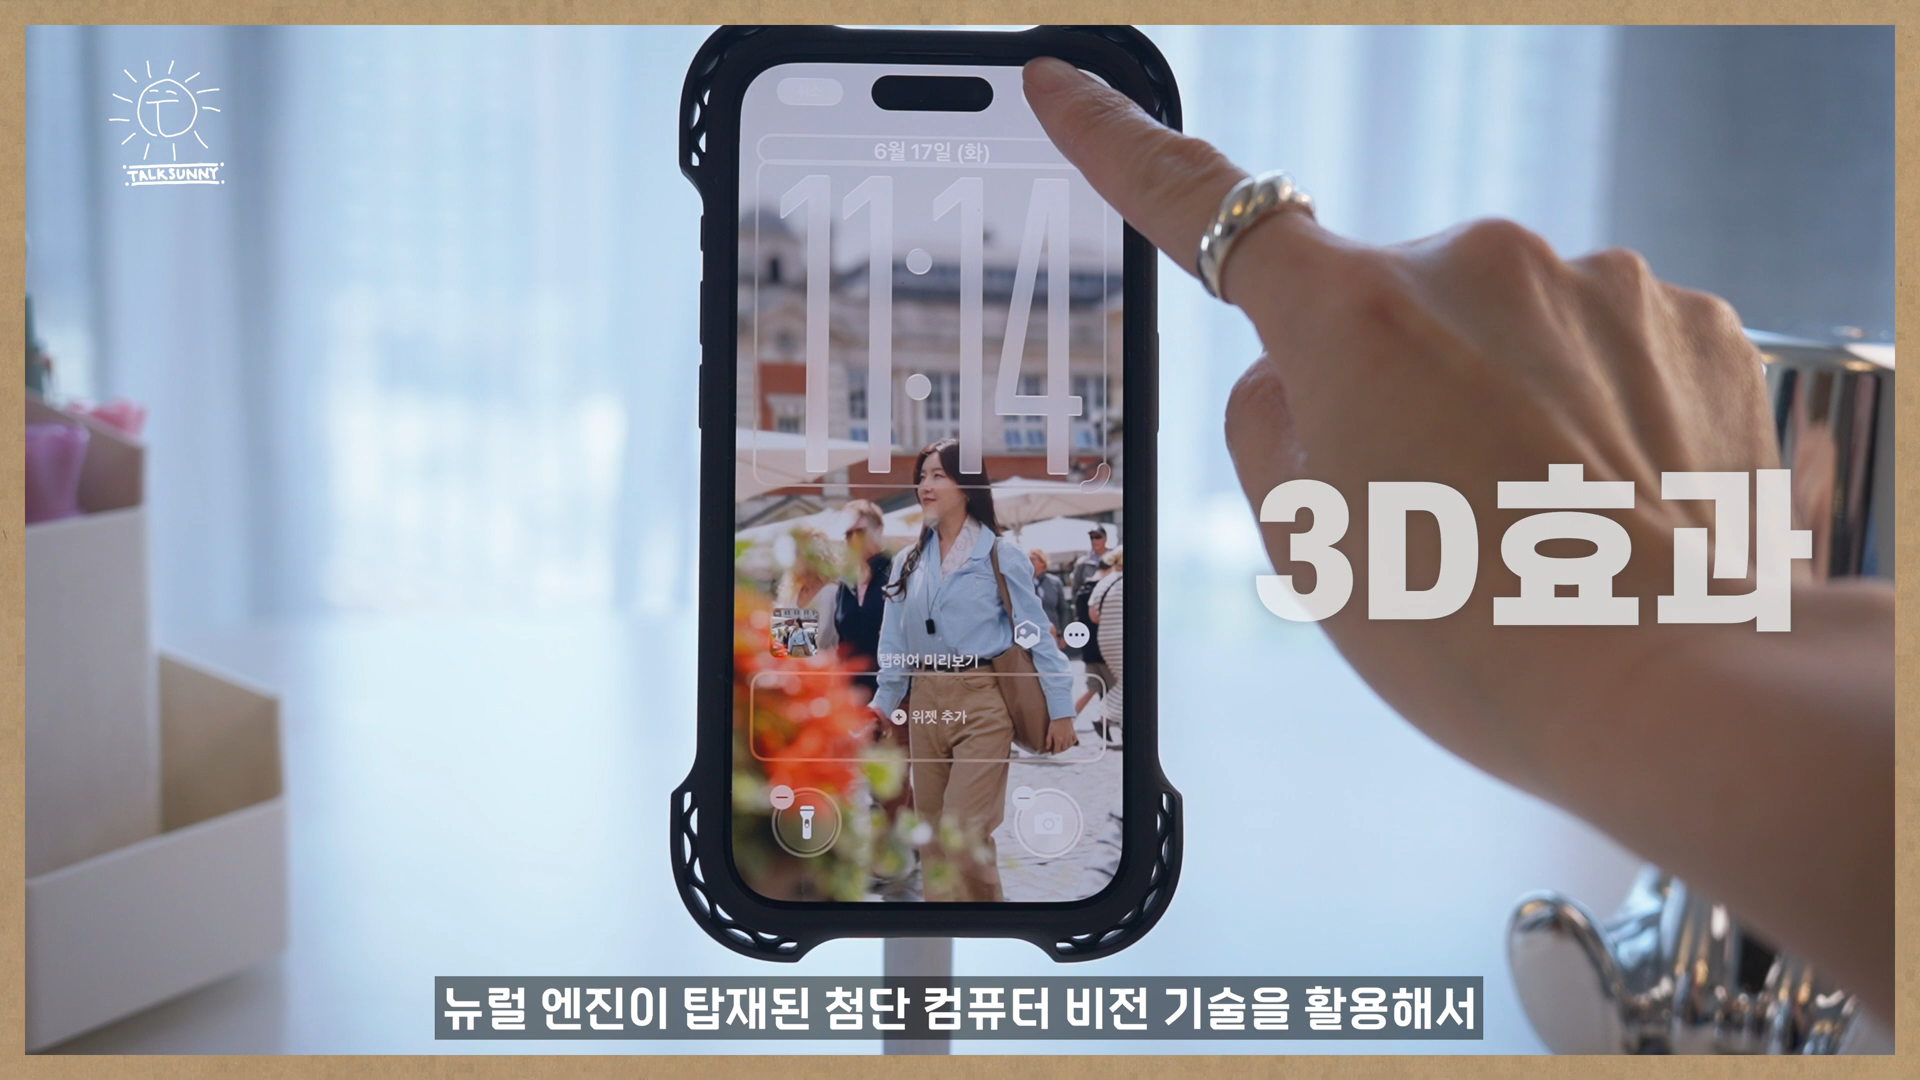 TALKSUNNY
6월 17일 (화)
11:14
3D효과
탭하여 미리보기
위젯 추가
뉴럴 엔진이 탑재된 첨단 컴퓨터 비전 기술을 활용해서